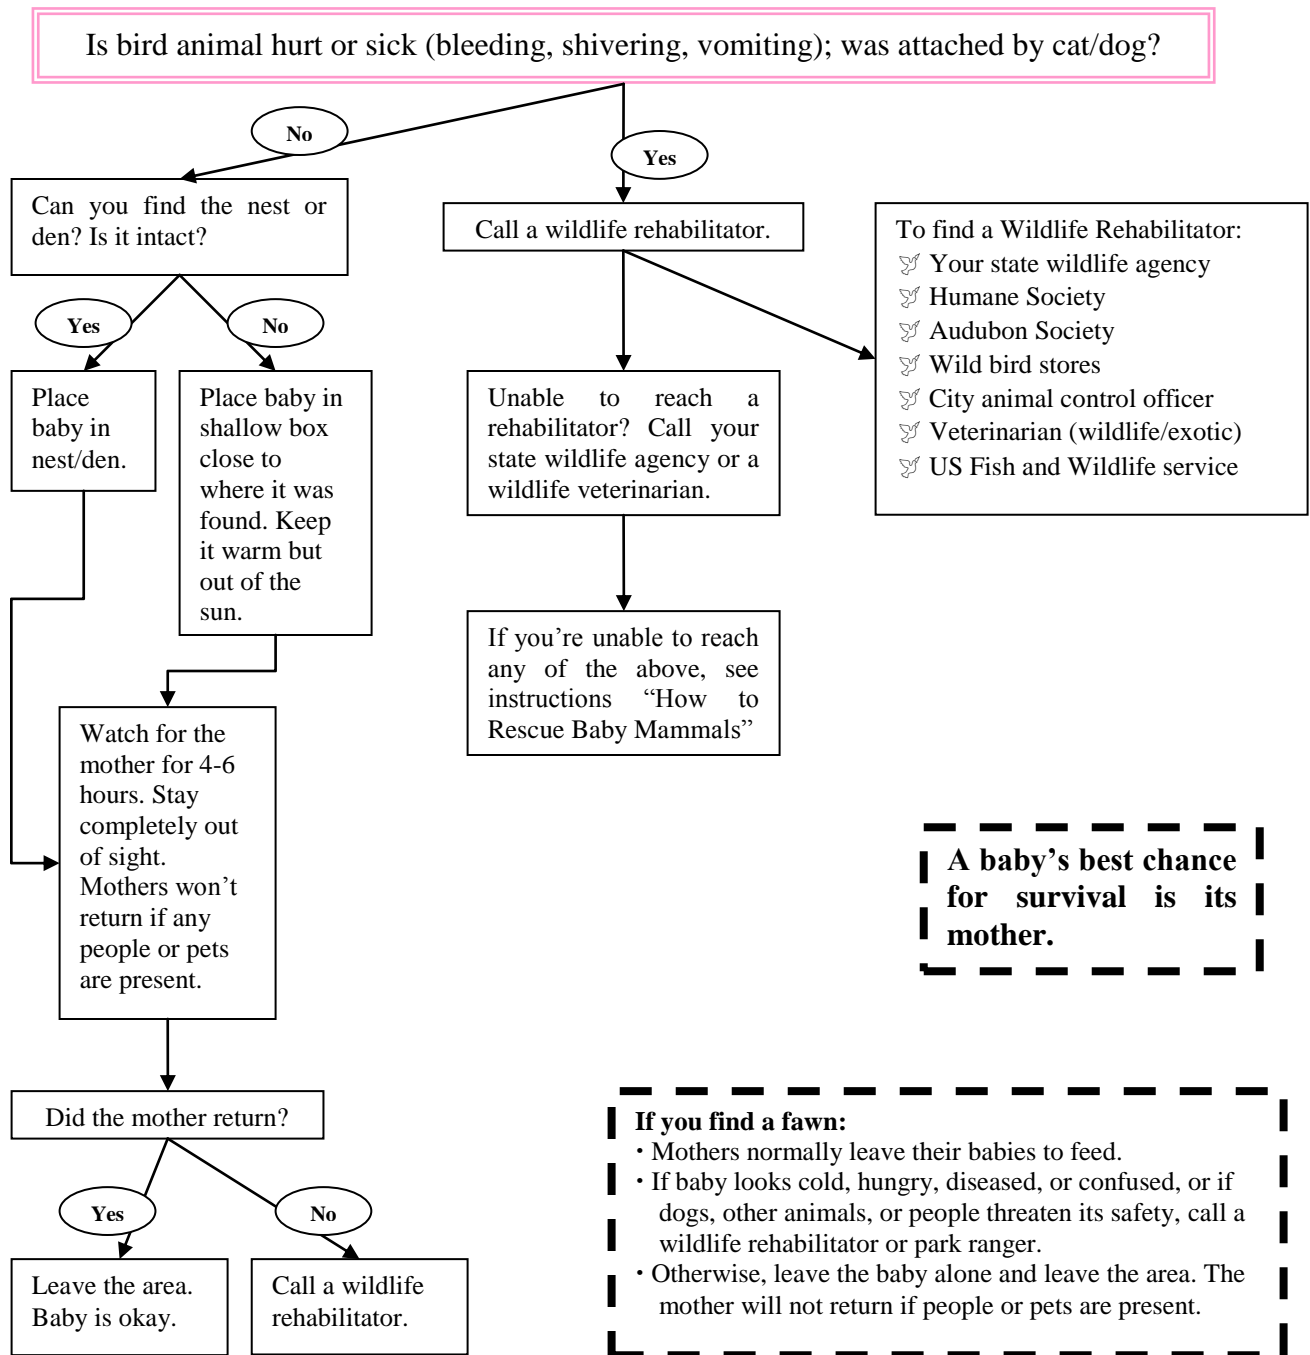 Is bird animal hurt or sick (bleeding, shivering, vomiting); was attached by cat/dog?
No
Yes
Can you find the nest or
den? Is it intact?
Call a wildlife rehabilitator.
To find a Wildlife Rehabilitator:
Your state wildlife agency
Humane Society
Audubon Society
Wild bird stores
City animal control officer
Veterinarian (wildlife/exotic)
US Fish and Wildlife service
Yes
No
Place
baby in
nest/den.
Place baby in
shallow box
close to
where it was
found. Keep
it warm but
out of the
sun.
Unable to reach a
rehabilitator? Call your
state wildlife agency or a
wildlife veterinarian.
If you're unable to reach
any of the above, see
instructions “How to
Rescue Baby Mammals”
Watch for the
mother for 4-6
hours. Stay
completely out
of sight.
Mothers won’t
return if any
people or pets
are present.
A baby’s best chance
for survival is its
mother.
Did the mother return?
Yes
No
Leave the area.
Baby is okay.
Call a wildlife
rehabilitator.
If you find a fawn:
· Mothers normally leave their babies to feed.
· If baby looks cold, hungry, diseased, or confused, or if
dogs, other animals, or people threaten its safety, call a
wildlife rehabilitator or park ranger.
· Otherwise, leave the baby alone and leave the area. The
mother will not return if people or pets are present.